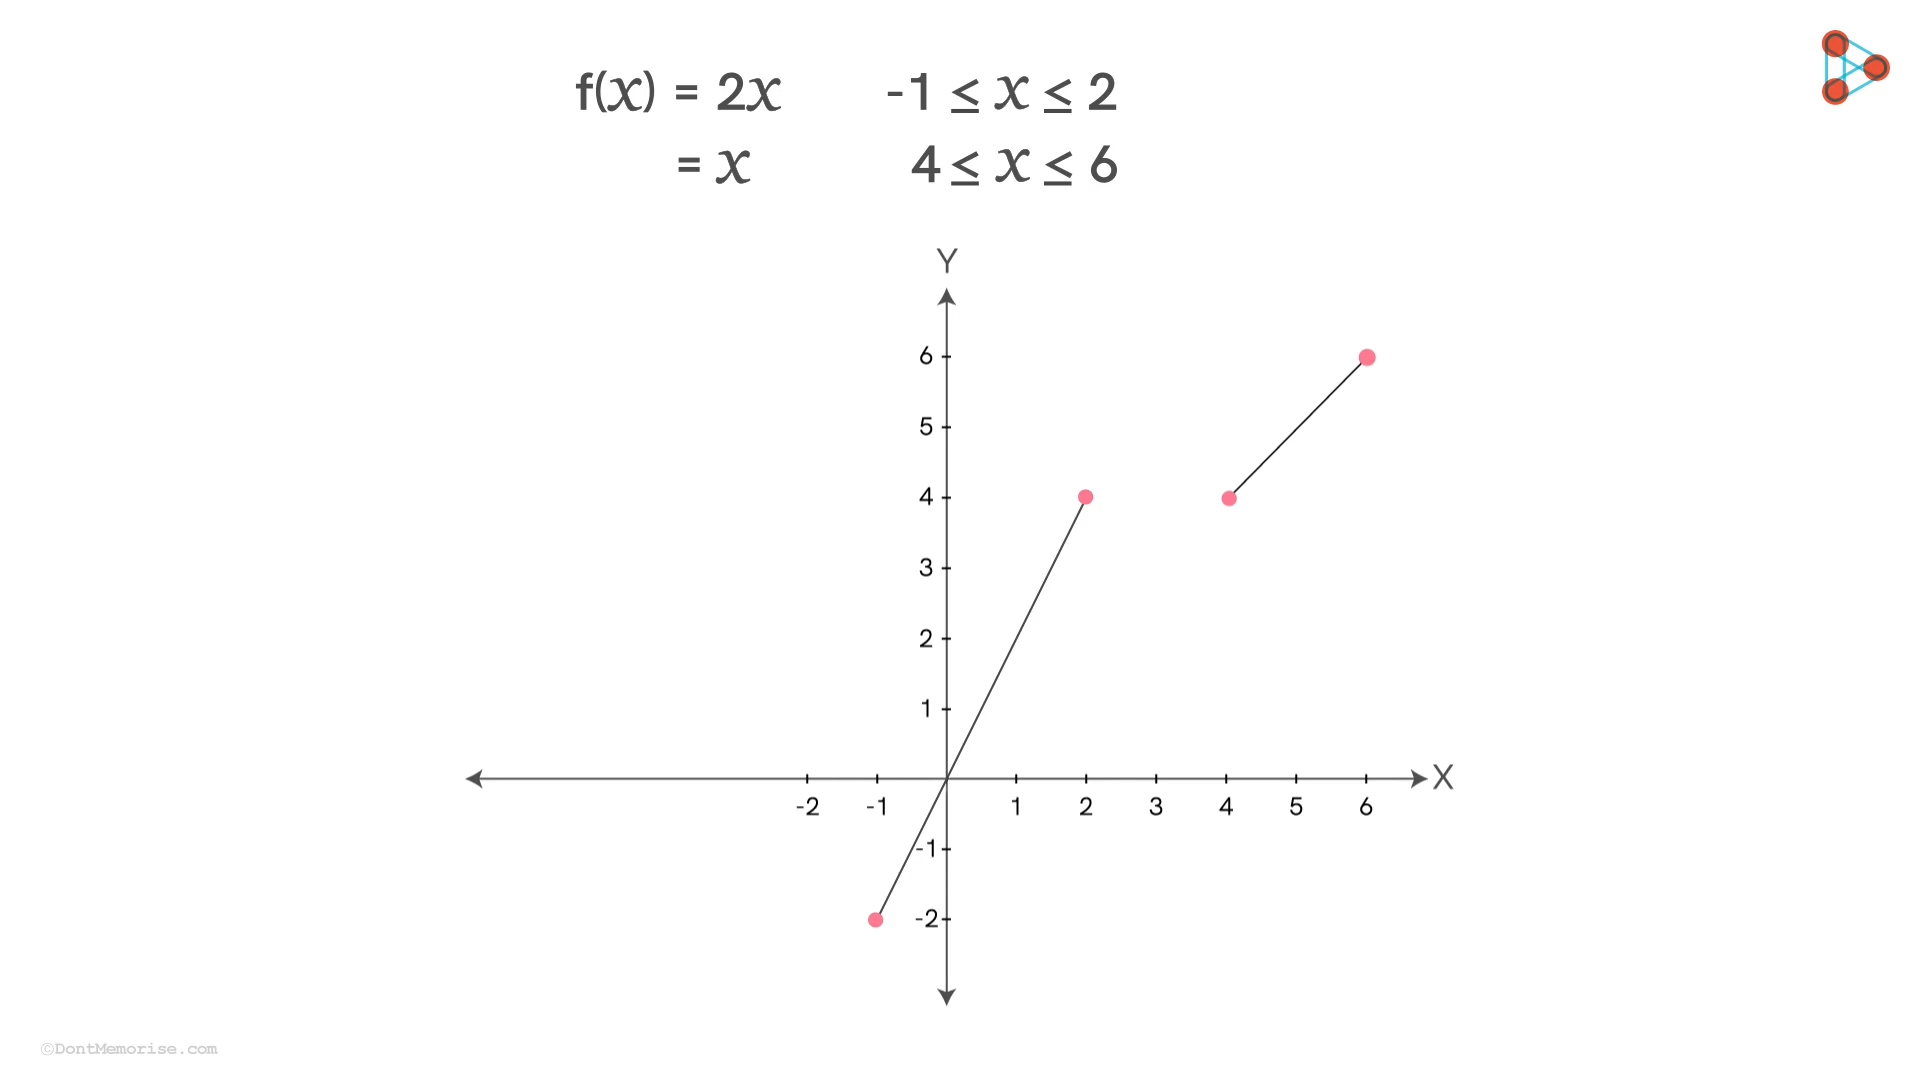 f(x) = 2x -1 ≤ x ≤ 2
= x 4 ≤ x ≤ 6
Y
6
5
4
3
2
1
X
-2 -1 1 2 3 4 5 6
-1
-2
©DontMemorise.com